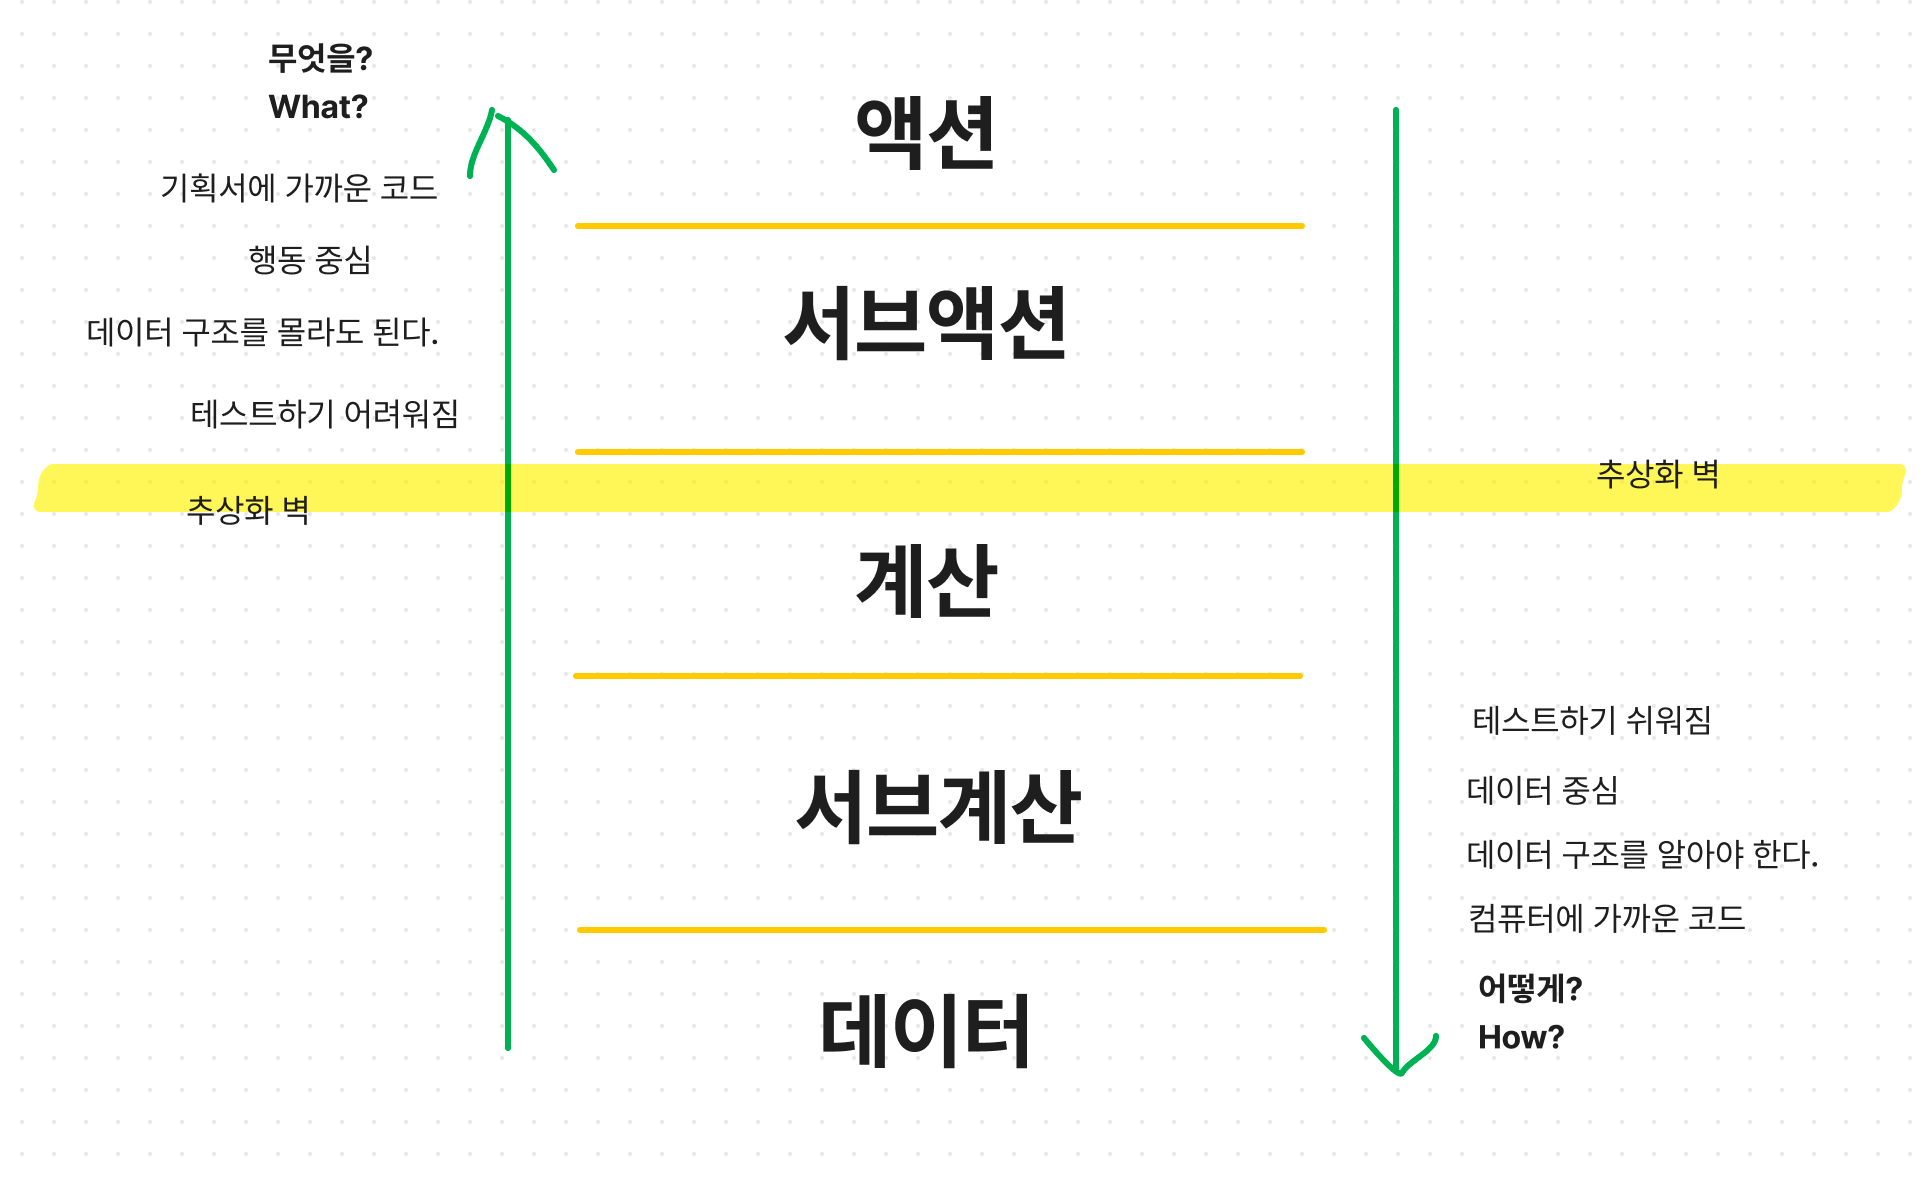 무엇을?
What?
기획서에 가까운 코드
행동 중심
데이터 구조를 몰라도 된다.
테스트하기 어려워짐
추상화 벽
액션
서브액션
계산
서브계산
데이터
추상화 벽
테스트하기 쉬워짐
데이터 중심
데이터 구조를 알아야 한다.
컴퓨터에 가까운 코드
어떻게?
How?